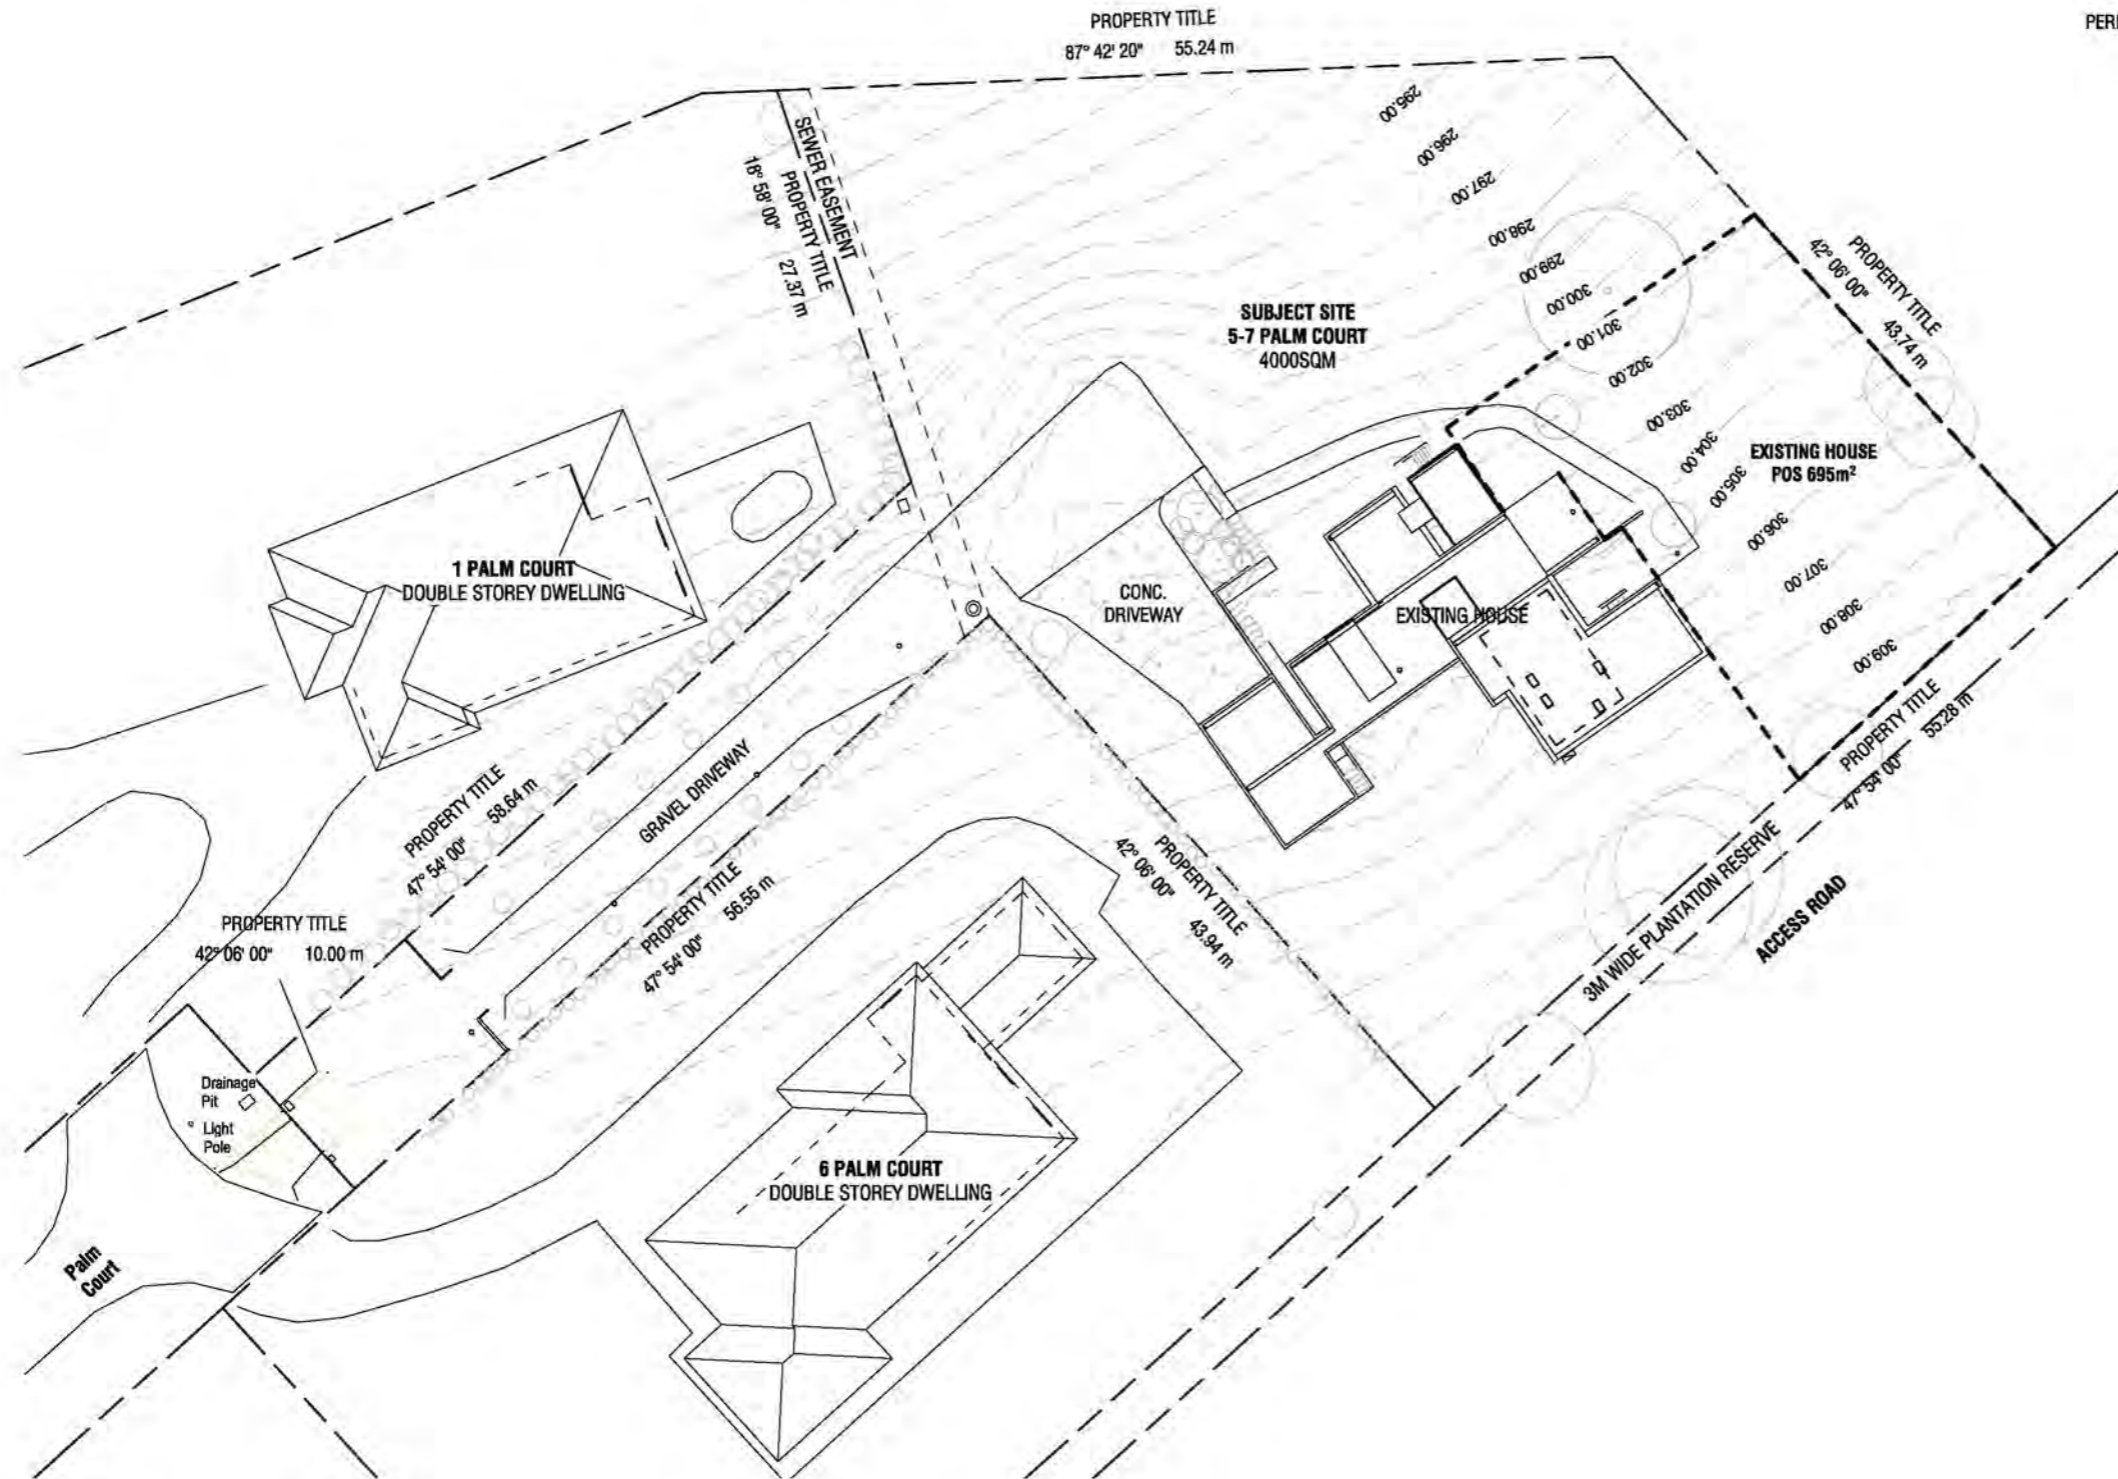 PROPERTY TITLE
87° 42' 20" 55.24 m
SEWER EASEMENT
PROPERTY TITLE
18° 58' 00" 27.37 m
295.00
296.00
297.00
298.00
299.00
300.00
301.00
302.00
303.00
304.00
305.00
306.00
307.00
308.00
309.00
SUBJECT SITE
5-7 PALM COURT
4000SQM
PROPERTY TITLE
42° 06' 00" 43.74 m
EXISTING HOUSE
POS 695m²
1 PALM COURT
DOUBLE STOREY DWELLING
CONC.
DRIVEWAY
EXISTING HOUSE
PROPERTY TITLE
47° 54' 00" 55.28 m
PROPERTY TITLE
47° 54' 00" 58.64 m
GRAVEL DRIVEWAY
PROPERTY TITLE
47° 54' 00" 56.55 m
PROPERTY TITLE
42° 06' 00" 43.94 m
3M WIDE PLANTATION RESERVE
ACCESS ROAD
PROPERTY TITLE
42° 06' 00" 10.00 m
Drainage
Pit
Light
Pole
Palm
Court
6 PALM COURT
DOUBLE STOREY DWELLING